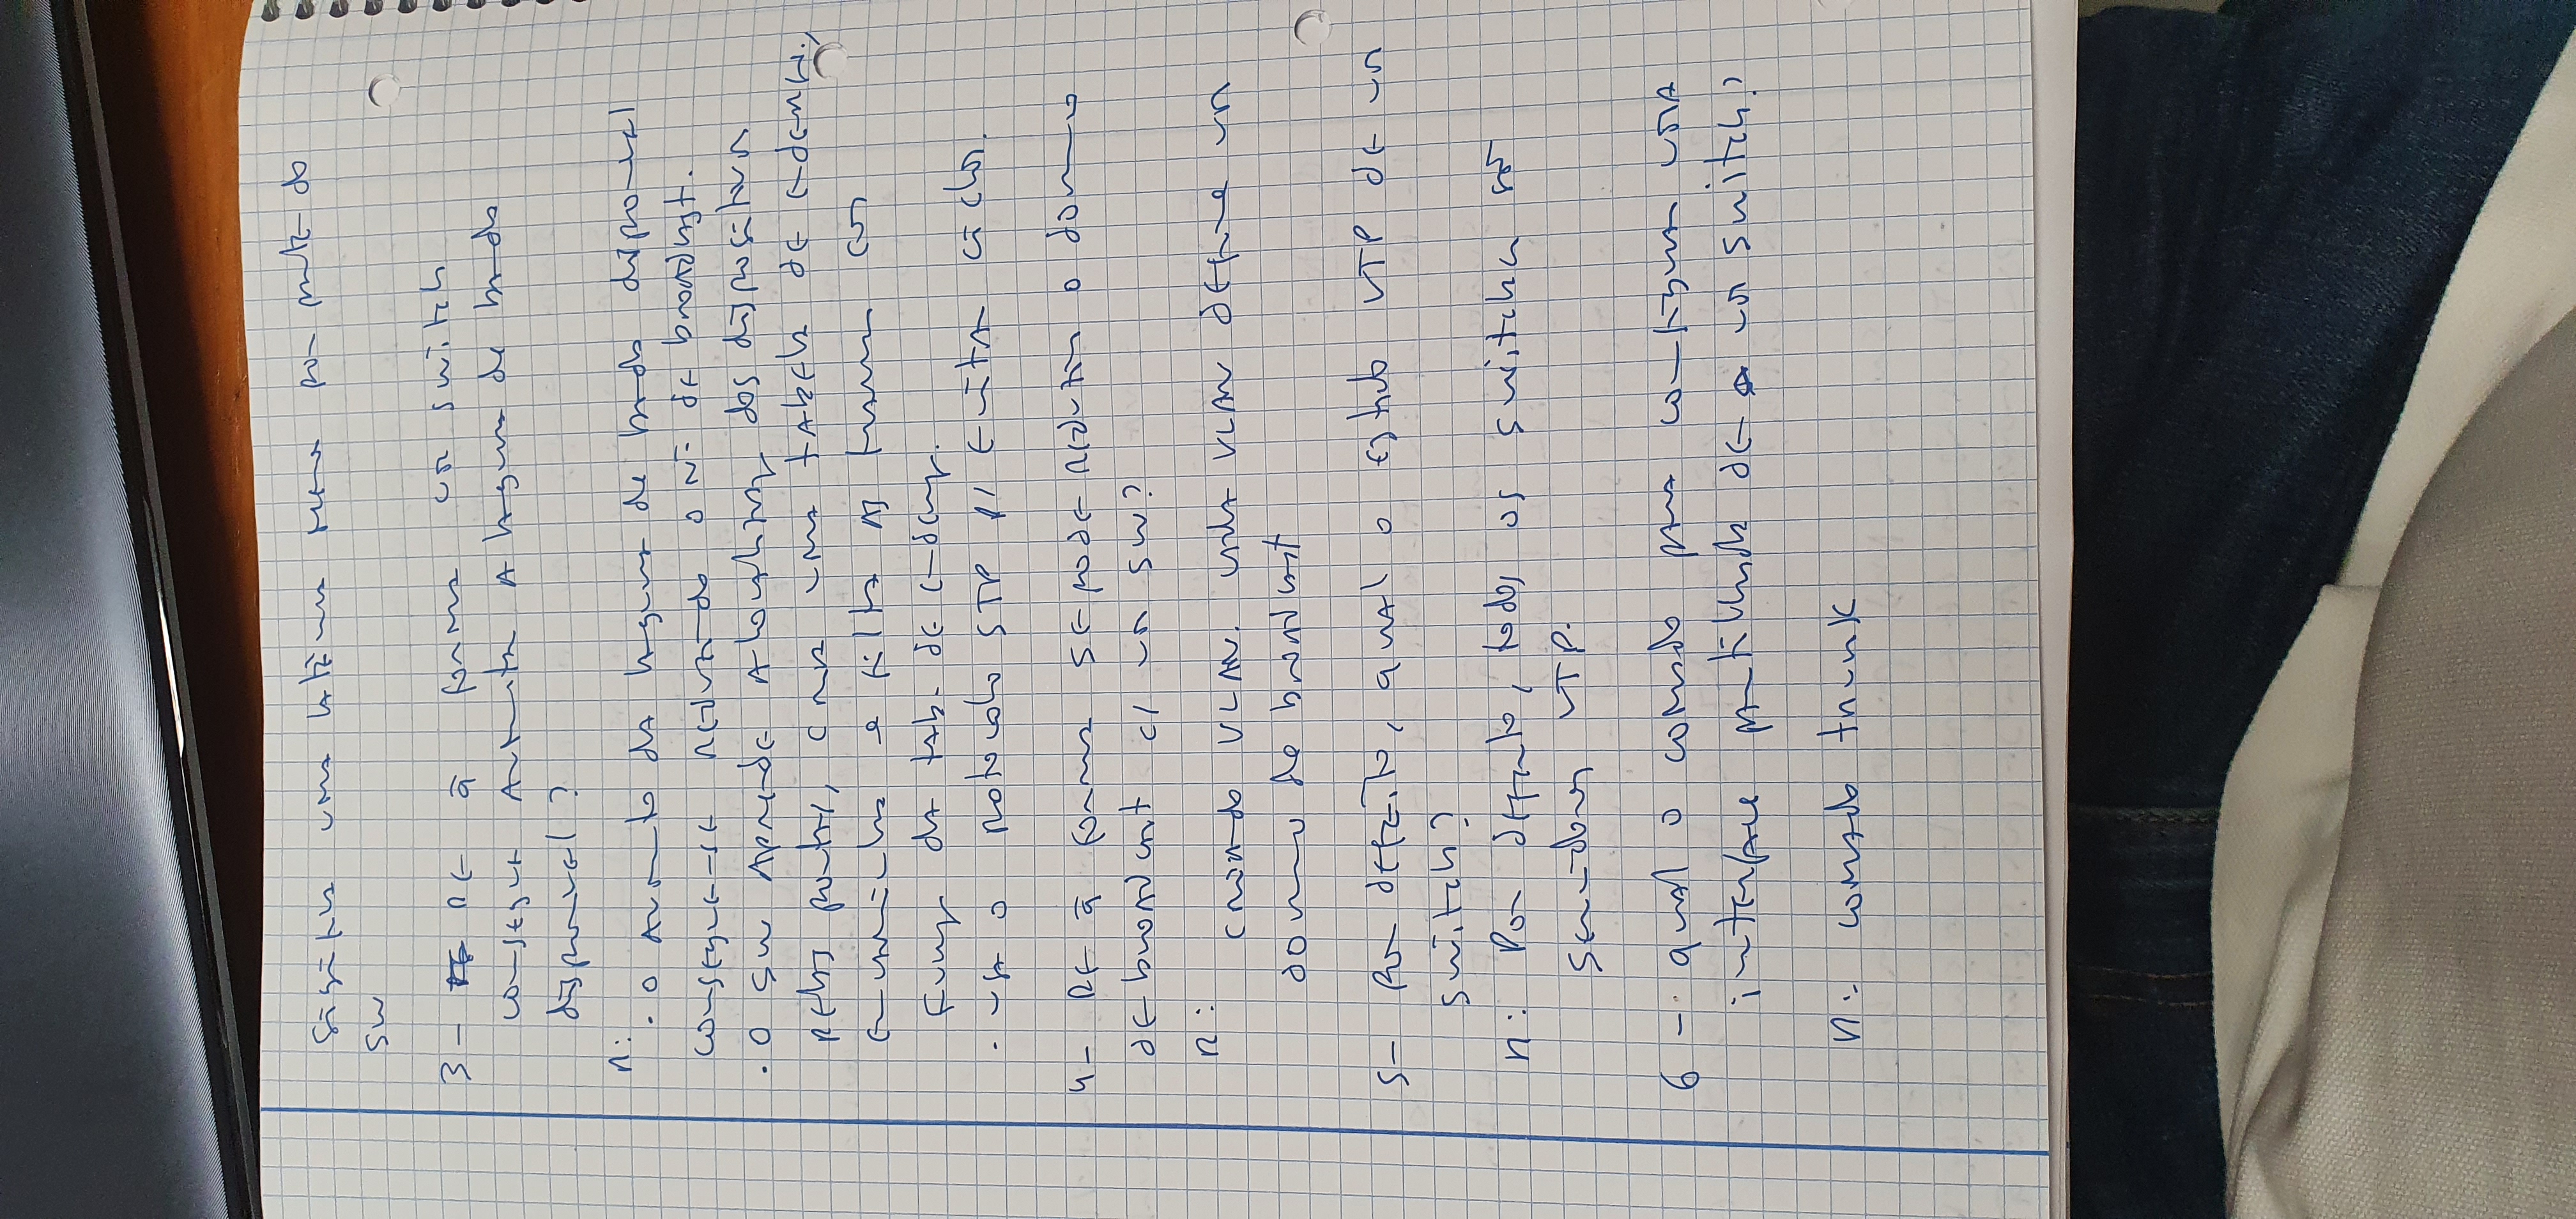 significa uma latência menor por parte do
SW
3 - De q̄ forma um switch
consegue aumentar a largura de banda
disponível?
R:
. O aumento da largura de banda disponível
consegue-se reduzindo o Nº de broadcast.
. O SW aprende a localização dos dispositivos
pelas portas, cria uma tabela de endereç.,
encaminha e filtra as tramas em
função da tab. de endereç.
. usa o protocolo STP p/ evitar ciclos.
4 - De q̄ forma se pode reduzir o domínio
de broadcast c/ um SW?
R:
criando VLAN. cada VLAN define um
domínio de broadcast
5 - Por defeito, qual o estado VTP de um
switch?
R: Por defeito, todos os switches são
servidores VTP.
6 - qual o comando para configurar uma
interface partilhada de um switch?
R: comando trunk